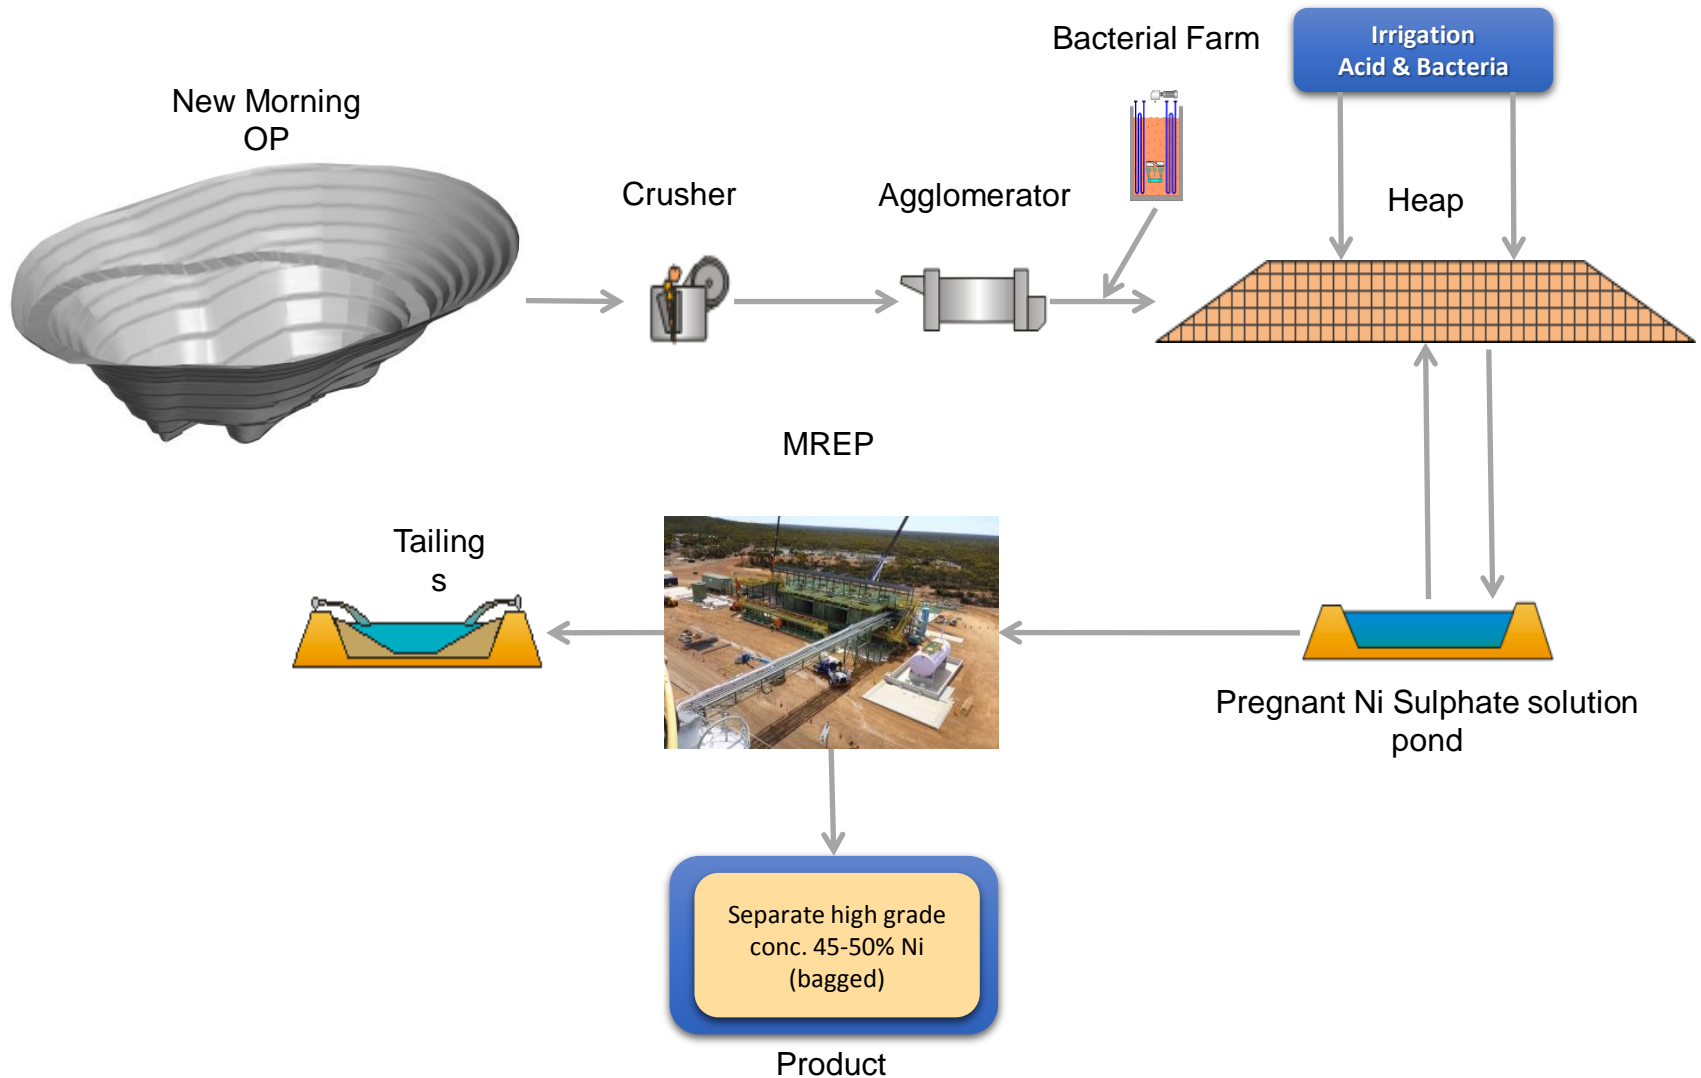 Bacterial Farm
Irrigation
Acid & Bacteria
New Morning
OP
Crusher
Agglomerator
Heap
MREP
Tailing
s
Pregnant Ni Sulphate solution
pond
Separate high grade
conc. 45-50% Ni
(bagged)
Product